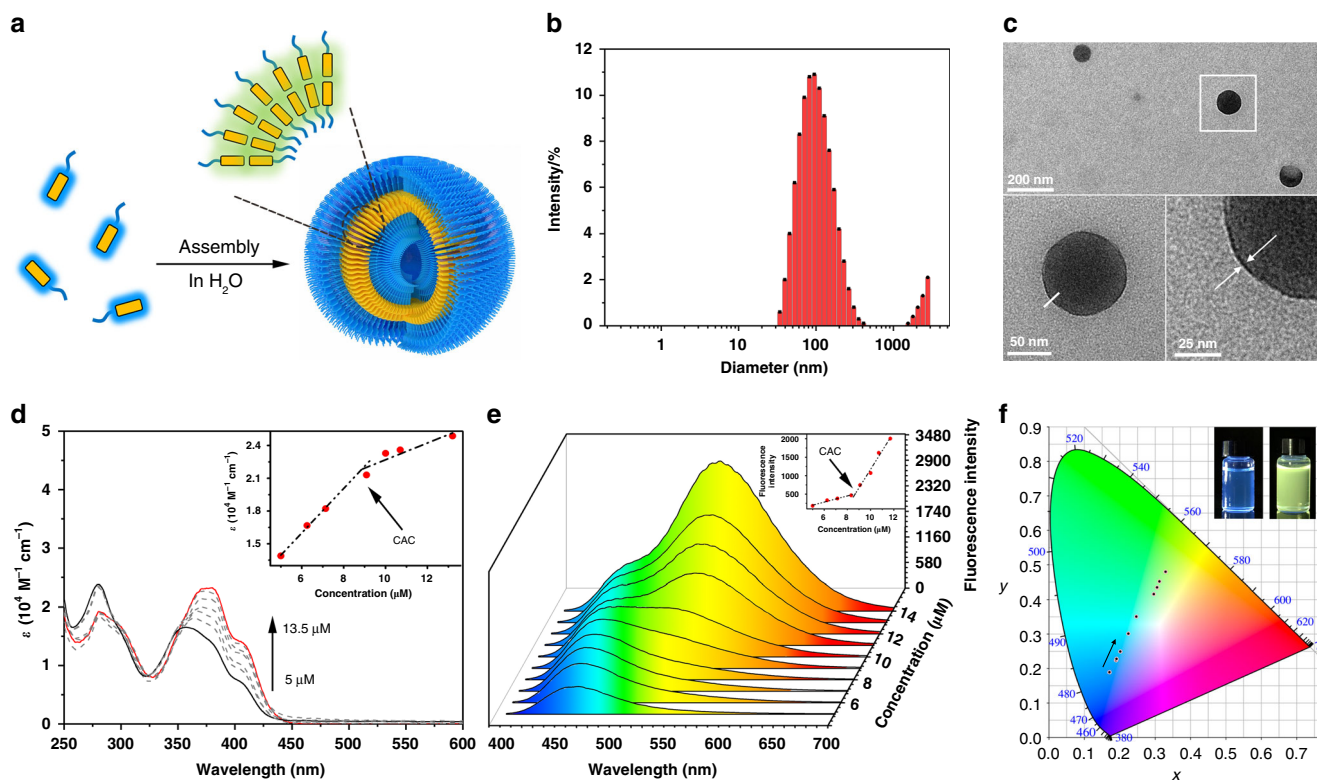 a
Assembly
In H₂O
b
Intensity/%
12
10
8
6
4
2
0
1
10
100
1000
Diameter (nm)
c
200 nm
50 nm
25 nm
d
ε (10⁴ M⁻¹ cm⁻¹)
5
4
3
2
1
0
250 300 350 400 450 500 550 600
Wavelength (nm)
13.5 μM
5 μM
ε (10⁴ M⁻¹ cm⁻¹)
2.4
2.1
1.8
1.5
CAC
6 8 10 12
Concentration (μM)
e
Fluorescence intensity
3480
2900
2320
1740
1160
580
0
14
12
10
8
6
Concentration (μM)
400 450 500 550 600 650 700
Wavelength (nm)
Fluorescence
intensity
2000
1500
1000
500
CAC
6 8 10 12
Concentration (μM)
f
y
0.9
0.8
0.7
0.6
0.5
0.4
0.3
0.2
0.1
0.0
0.0 0.1 0.2 0.3 0.4 0.5 0.6 0.7
x
520
540
560
580
600
620
500
490
480
470
460
380